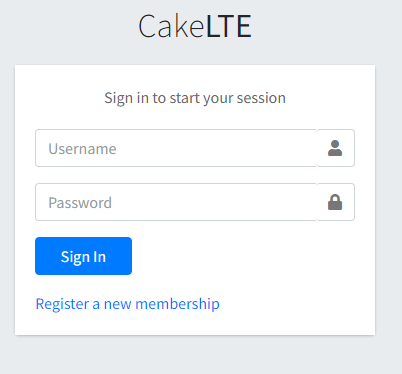 CakeLTE
Sign in to start your session
Username
Password
Sign In
Register a new membership